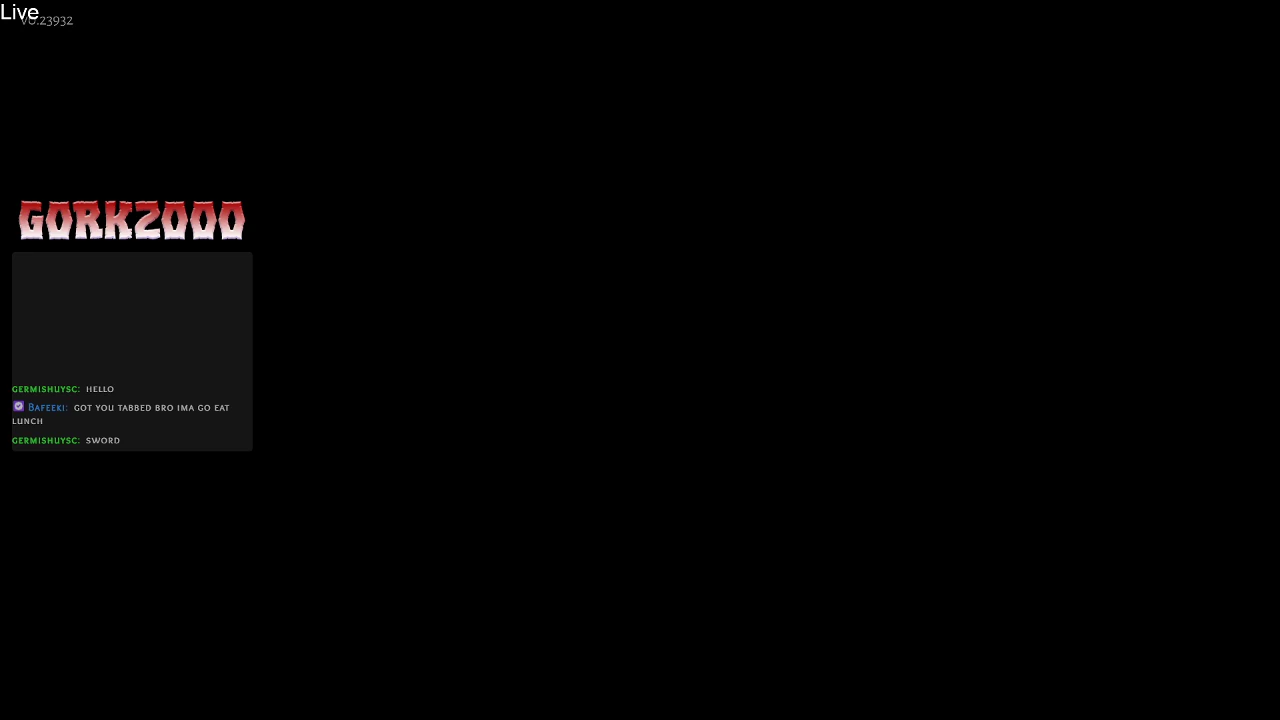 Live
v0.23932
GORK2000
germishuysc: hello
Bafeeki: got you tabbed bro ima go eat
lunch
germishuysc: sword